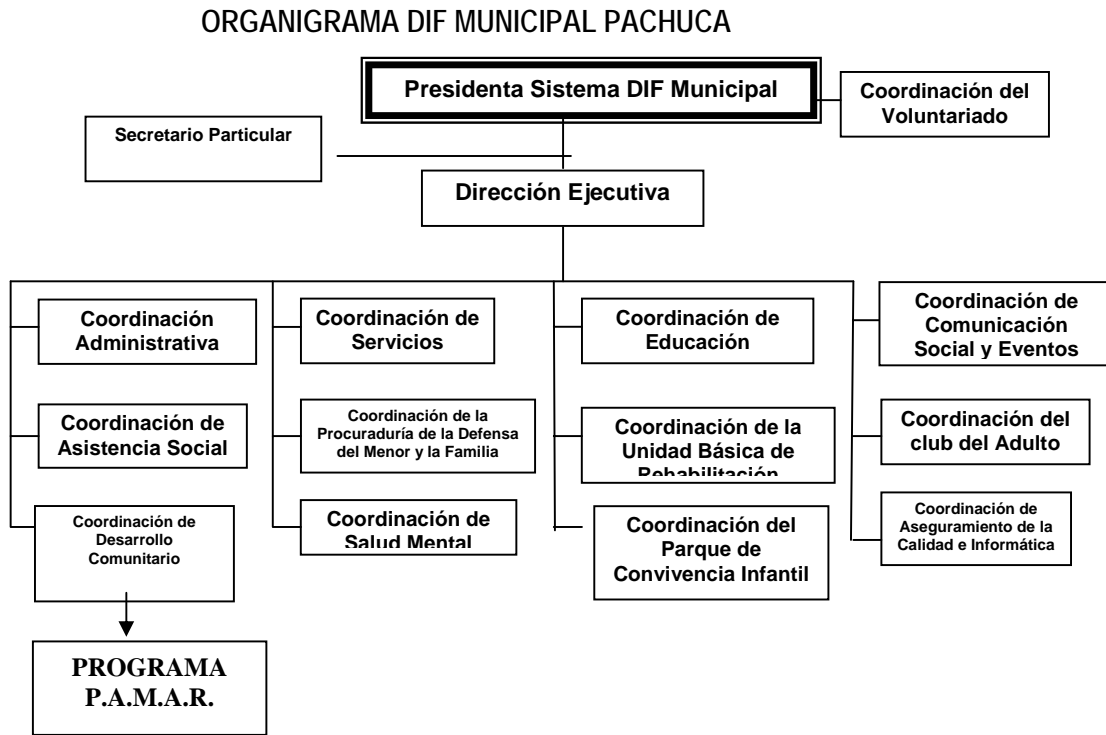 ORGANIGRAMA DIF MUNICIPAL PACHUCA
Presidenta Sistema DIF Municipal
Coordinación del
Voluntariado
Secretario Particular
Dirección Ejecutiva
Coordinación
Administrativa
Coordinación de
Servicios
Coordinación de
Educación
Coordinación de
Comunicación
Social y Eventos
Coordinación de
Asistencia Social
Coordinación de la
Procuraduría de la Defensa
del Menor y la Familia
Coordinación de la
Unidad Básica de
Rehabilitación
Coordinación del
club del Adulto
Coordinación de
Desarrollo
Comunitario
Coordinación de
Salud Mental
Coordinación del
Parque de
Convivencia Infantil
Coordinación de
Aseguramiento de la
Calidad e Informática
PROGRAMA
P.A.M.A.R.